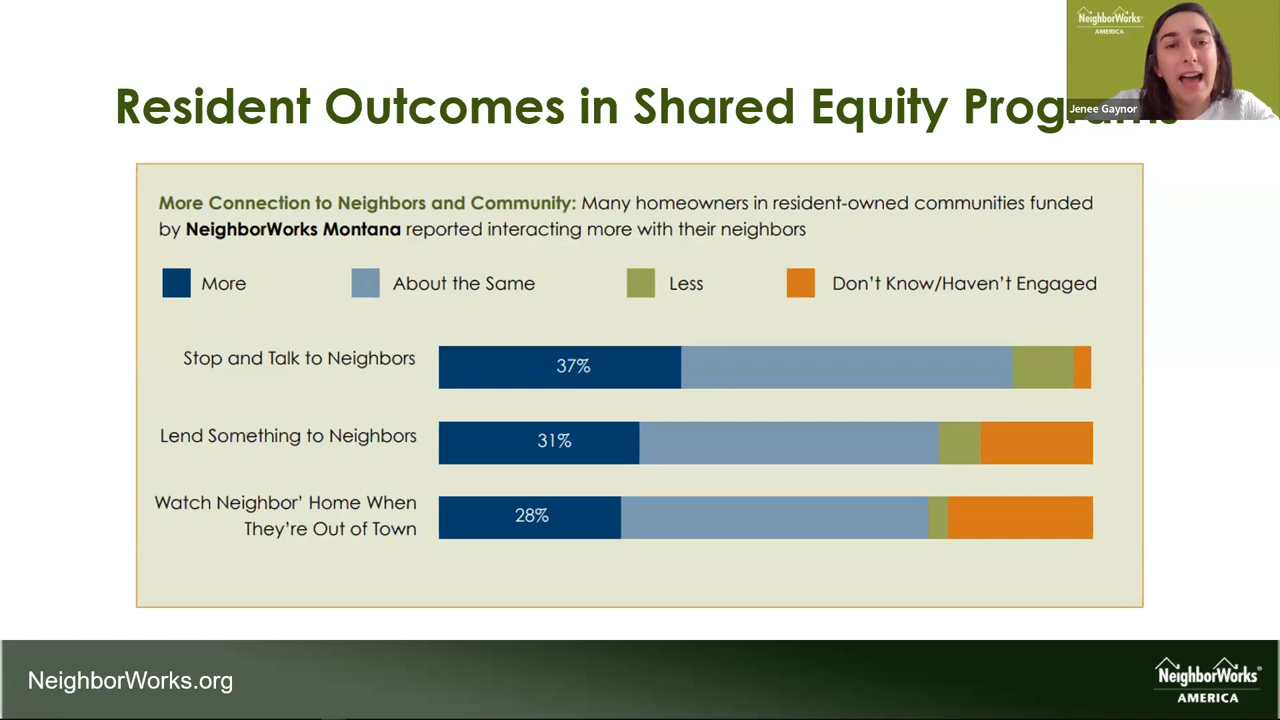 NeighborWorks®
AMERICA
Jenee Gaynor
Resident Outcomes in Shared Equity
More Connection to Neighbors and Community: Many homeowners in resident-owned communities funded
by NeighborWorks Montana reported interacting more with their neighbors
More About the Same Less Don't Know/Haven't Engaged
Stop and Talk to Neighbors 37%
Lend Something to Neighbors 31%
Watch Neighbor' Home When
They're Out of Town 28%
NeighborWorks.org
NeighborWorks®
AMERICA